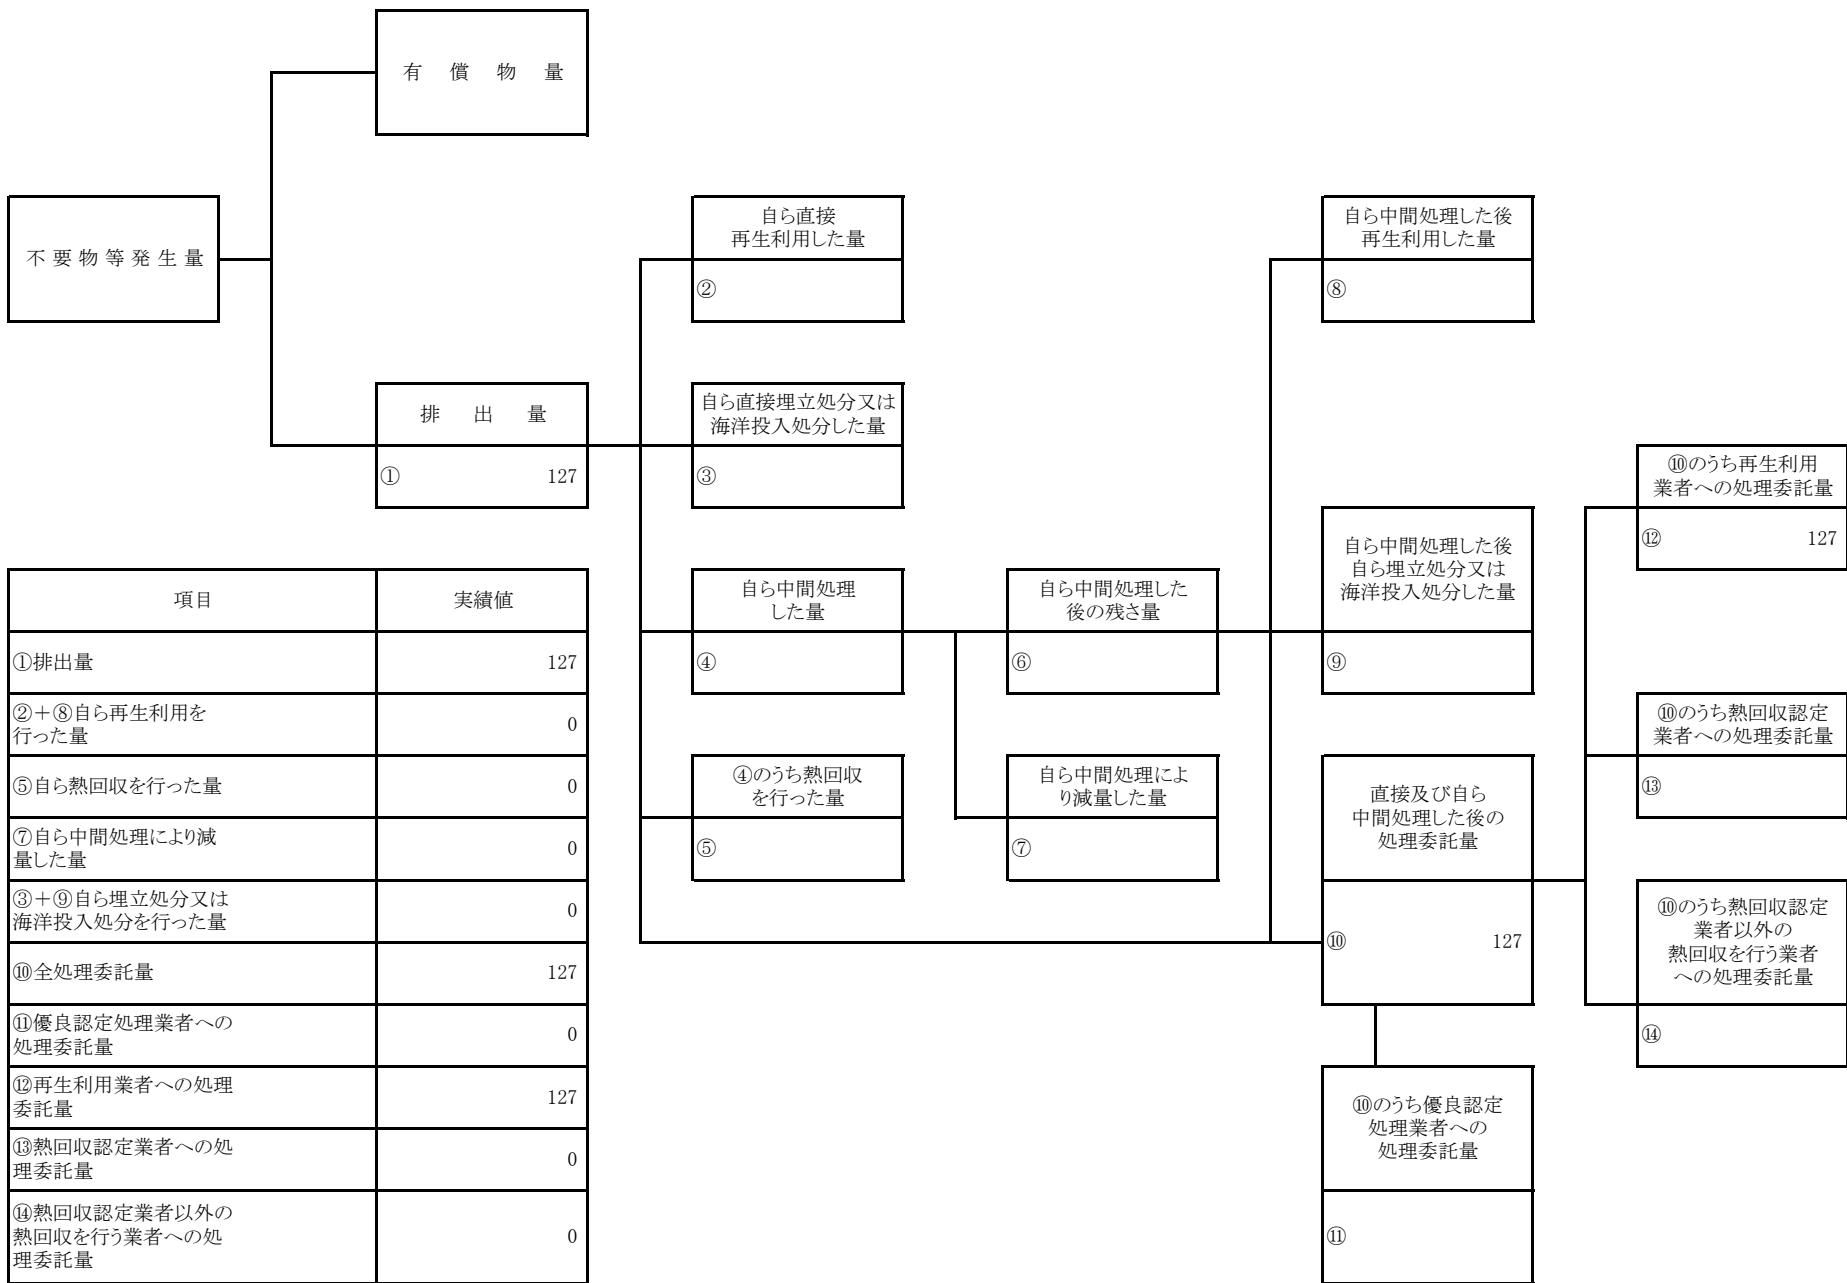 有 償 物 量
不要物等発生量
自ら直接
再生利用した量
②
自ら中間処理した後
再生利用した量
⑧
排 出 量
① 127
自ら直接埋立処分又は
海洋投入処分した量
③
⑩のうち再生利用
業者への処理委託量
⑫ 127
自ら中間処理した後
自ら埋立処分又は
海洋投入処分した量
⑨
自ら中間処理
した量
④
自ら中間処理した
後の残さ量
⑥
④のうち熱回収
を行った量
⑤
自ら中間処理によ
り減量した量
⑦
直接及び自ら
中間処理した後の
処理委託量
⑩ 127
⑩のうち熱回収認定
業者への処理委託量
⑬
⑩のうち熱回収認定
業者以外の
熱回収を行う業者
への処理委託量
⑭
⑩のうち優良認定
処理業者への
処理委託量
⑪
項目 実績値
①排出量 127
②+⑧自ら再生利用を
行った量 0
⑤自ら熱回収を行った量 0
⑦自ら中間処理により減
量した量 0
③+⑨自ら埋立処分又は
海洋投入処分を行った量 0
⑩全処理委託量 127
⑪優良認定処理業者への
処理委託量 0
⑫再生利用業者への処理
委託量 127
⑬熱回収認定業者への処
理委託量 0
⑭熱回収認定業者以外の
熱回収を行う業者への処
理委託量 0